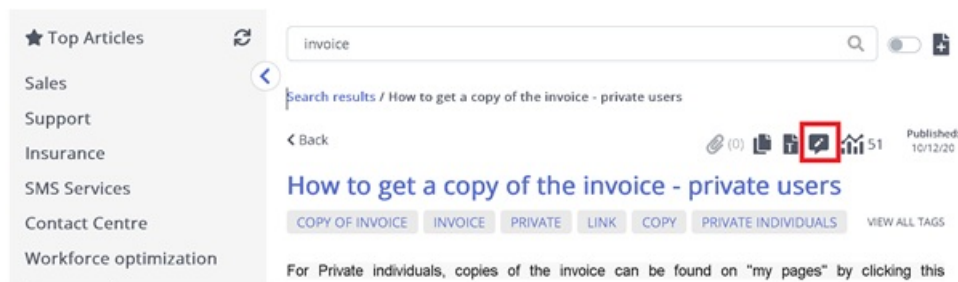 Top Articles
Sales
Support
Insurance
SMS Services
Contact Centre
Workforce optimization
invoice
Search results / How to get a copy of the invoice - private users
Back
(0)
T
51
Published:
10/12/20
How to get a copy of the invoice - private users
COPY OF INVOICE INVOICE PRIVATE LINK COPY PRIVATE INDIVIDUALS VIEW ALL TAGS
For Private individuals, copies of the invoice can be found on "my pages" by clicking this